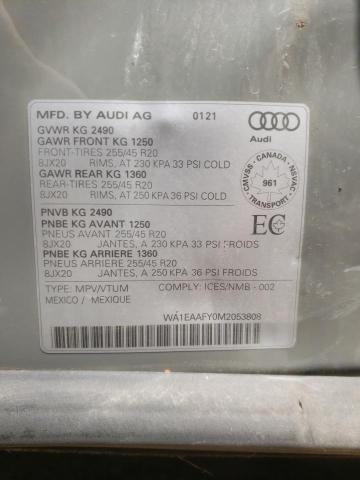 MFD. BY AUDI AG 01 21
GVWR KG 2490
GAWR FRONT KG 1250
FRONT-TIRES 255/45 R20
8JX20 RIMS, AT 230 KPA 33 PSI COLD
GAWR REAR KG 1360
REAR-TIRES 255/45 R20
8JX20 RIMS, AT 250 KPA 36 PSI COLD
Audi
CMVSS - CANADA - NSVAC
961
TRANSPORT
PNVB KG 2490
PNBE KG AVANT 1250
PNEUS AVANT 255/45 R20
8JX20 JANTES, A 230 KPA 33 PSI FROIDS
PNBE KG ARRIERE 1360
PNEUS ARRIERE 255/45 R20
8JX20 JANTES, A 250 KPA 36 PSI FROIDS
EC
TYPE: MPV/VTUM COMPLY: ICES/NMB - 002
MEXICO / MEXIQUE
WA1EAAFY0M2053808